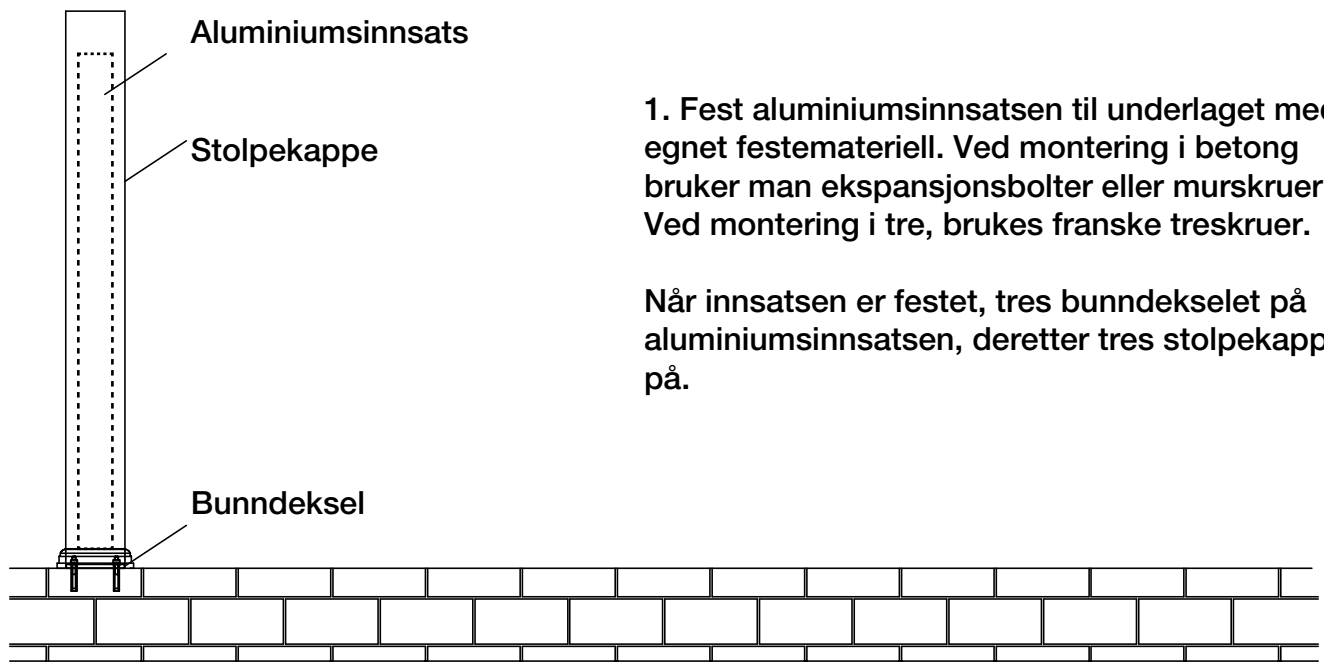 Aluminiumsinnsats
Stolpekappe
1. Fest aluminiumsinnsatsen til underlaget med
egnet festemateriell. Ved montering i betong
bruker man ekspansjonsbolter eller murskruer
Ved montering i tre, brukes franske treskruer.
Når innsatsen er festet, tres bunndekselet på
aluminiumsinnsatsen, deretter tres stolpekapp
på.
Bunndeksel